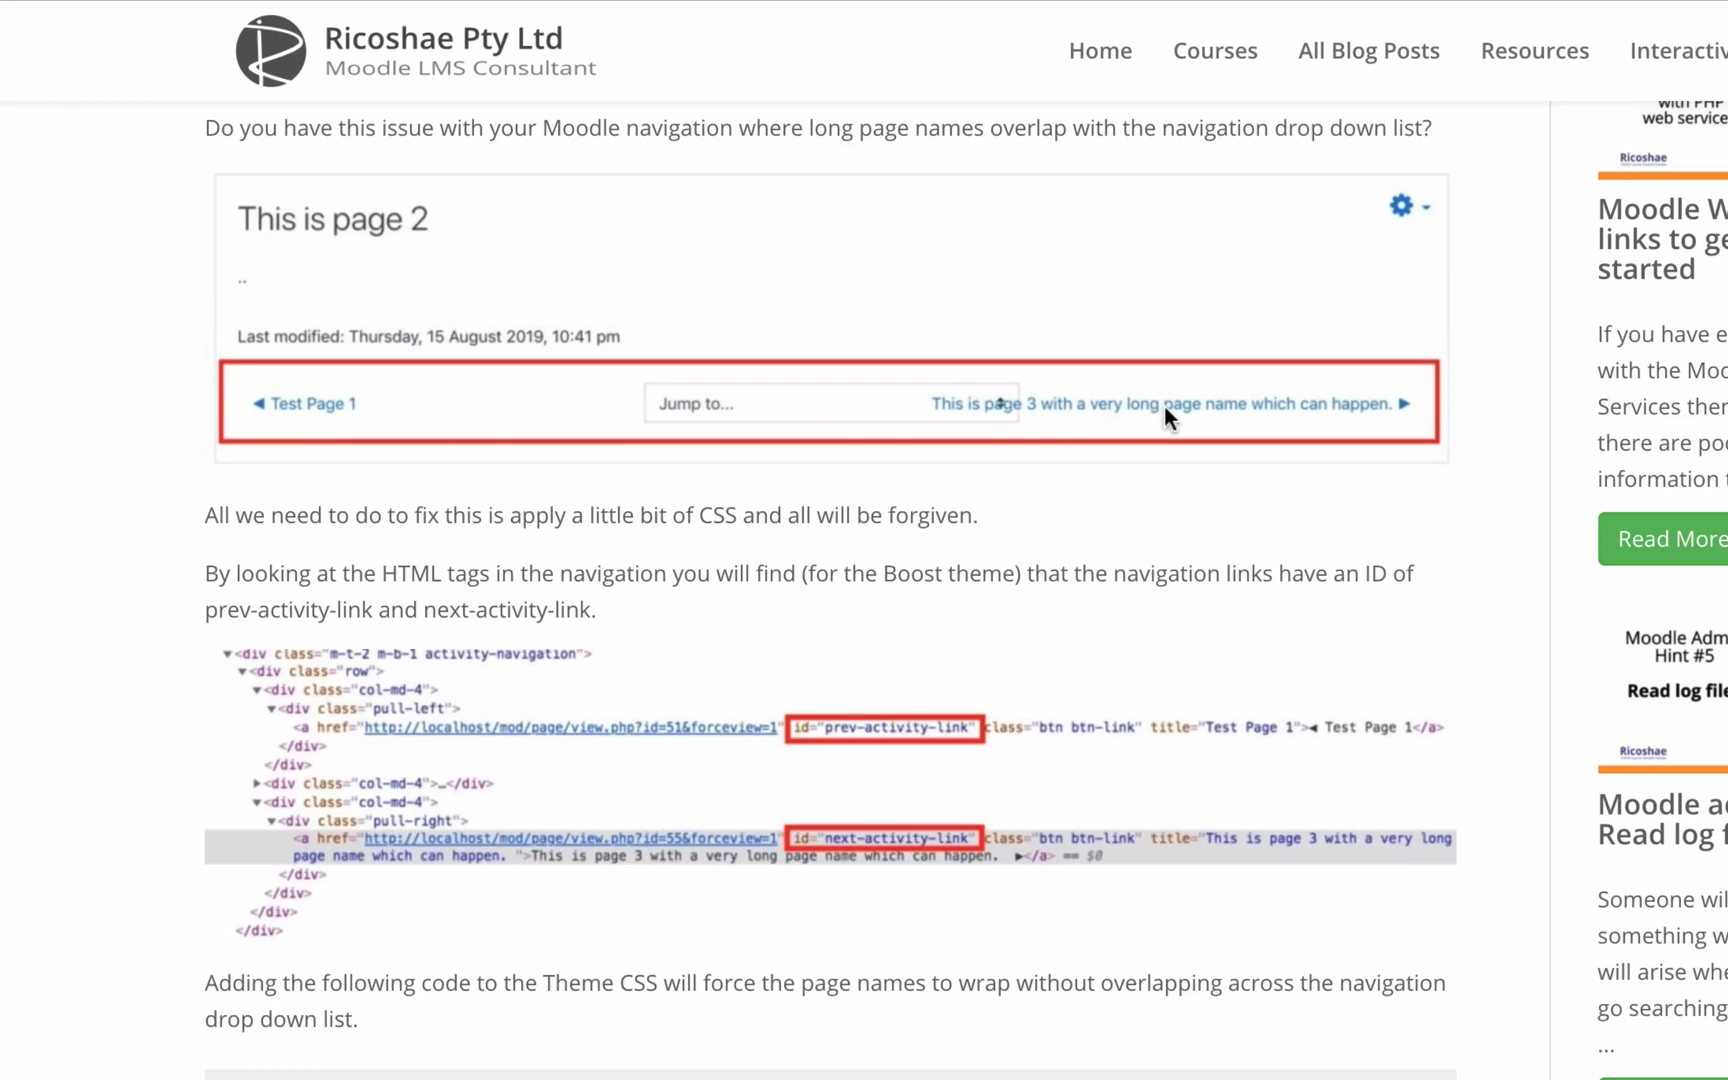 Ricoshae Pty Ltd
Moodle LMS Consultant
Home
Courses
All Blog Posts
Resources
Do you have this issue with your Moodle navigation where long page names overlap with the navigation drop down list?
This is page 2
..
Last modified: Thursday, 15 August 2019, 10:41 pm
◄ Test Page 1
Jump to...
This is page 3 with a very long page name which can happen. ►
All we need to do to fix this is apply a little bit of CSS and all will be forgiven.
By looking at the HTML tags in the navigation you will find (for the Boost theme) that the navigation links have an ID of
prev-activity-link and next-activity-link.
▼<div class="m-t-2 m-b-1 activity-navigation">
▼<div class="row">
▼<div class="col-md-4">
▼<div class="pull-left">
<a href="http://localhost/mod/page/view.php?id=51&forceview=1" id="prev-activity-link" class="btn btn-link" title="Test Page 1">◄ Test Page 1</a>
</div>
</div>
▶<div class="col-md-4">…</div>
▼<div class="col-md-4">
▼<div class="pull-right">
<a href="http://localhost/mod/page/view.php?id=55&forceview=1" id="next-activity-link" class="btn btn-link" title="This is page 3 with a very long
page name which can happen. ">This is page 3 with a very long page name which can happen. ►</a> == $0
</div>
</div>
</div>
</div>
Adding the following code to the Theme CSS will force the page names to wrap without overlapping across the navigation
drop down list.
with PHP
web service
Ricoshae
Moodle W
links to ge
started
If you have e
with the Moo
Services ther
there are poo
information
Read More
Moodle Adm
Hint #5
Read log file
Ricoshae
Moodle ad
Read log f
Someone wil
something w
will arise whe
go searching
...